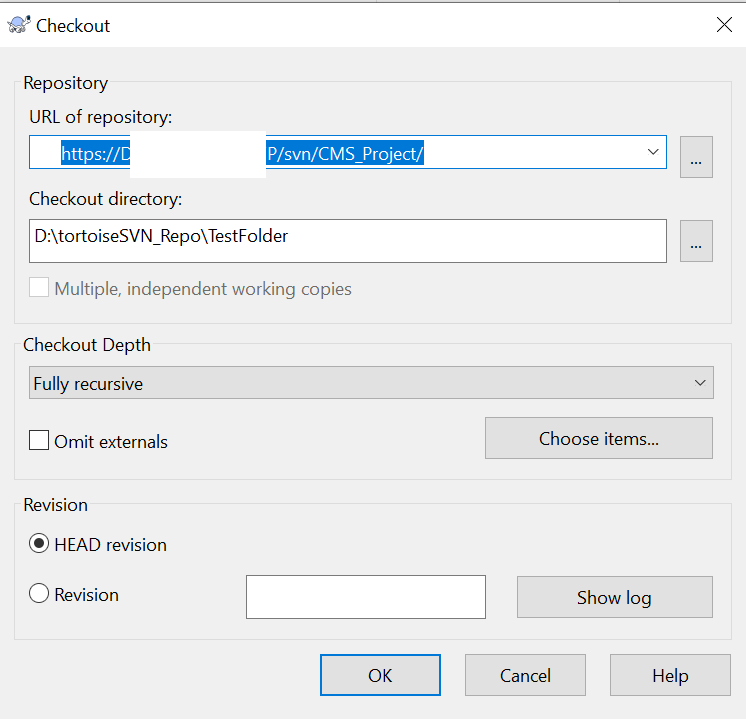 Checkout
Repository
URL of repository:
https://D P/svn/CMS_Project/
...
Checkout directory:
D:\tortoiseSVN_Repo\TestFolder
...
Multiple, independent working copies
Checkout Depth
Fully recursive
Omit externals
Choose items...
Revision
HEAD revision
Revision
Show log
OK
Cancel
Help